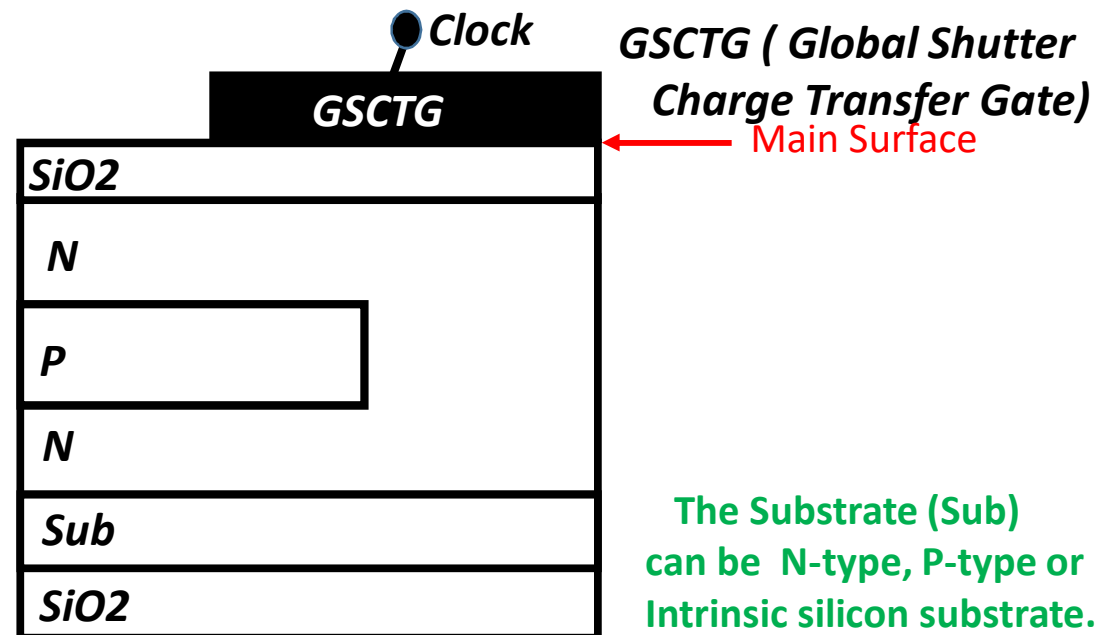 Clock
GSCTG ( Global Shutter
Charge Transfer Gate)
GSCTG
Main Surface
SiO2
N
P
N
Sub
SiO2
The Substrate (Sub)
can be N-type, P-type or
Intrinsic silicon substrate.